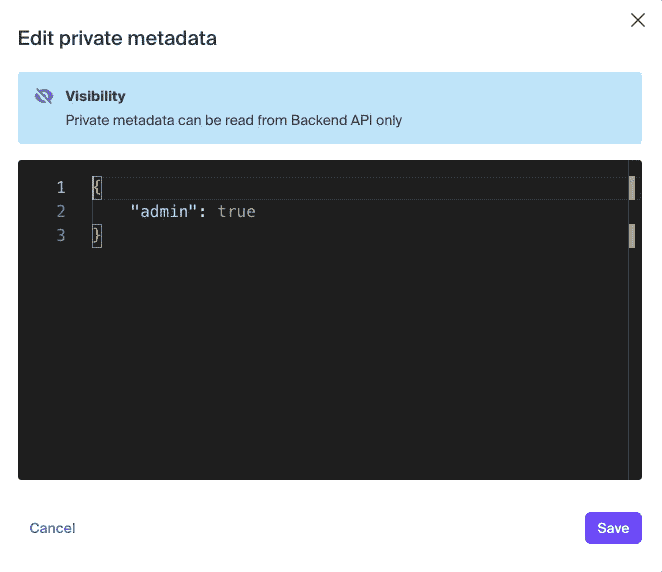 Edit private metadata
Visibility
Private metadata can be read from Backend API only
1 {
2     "admin": true
3 }
Cancel
Save